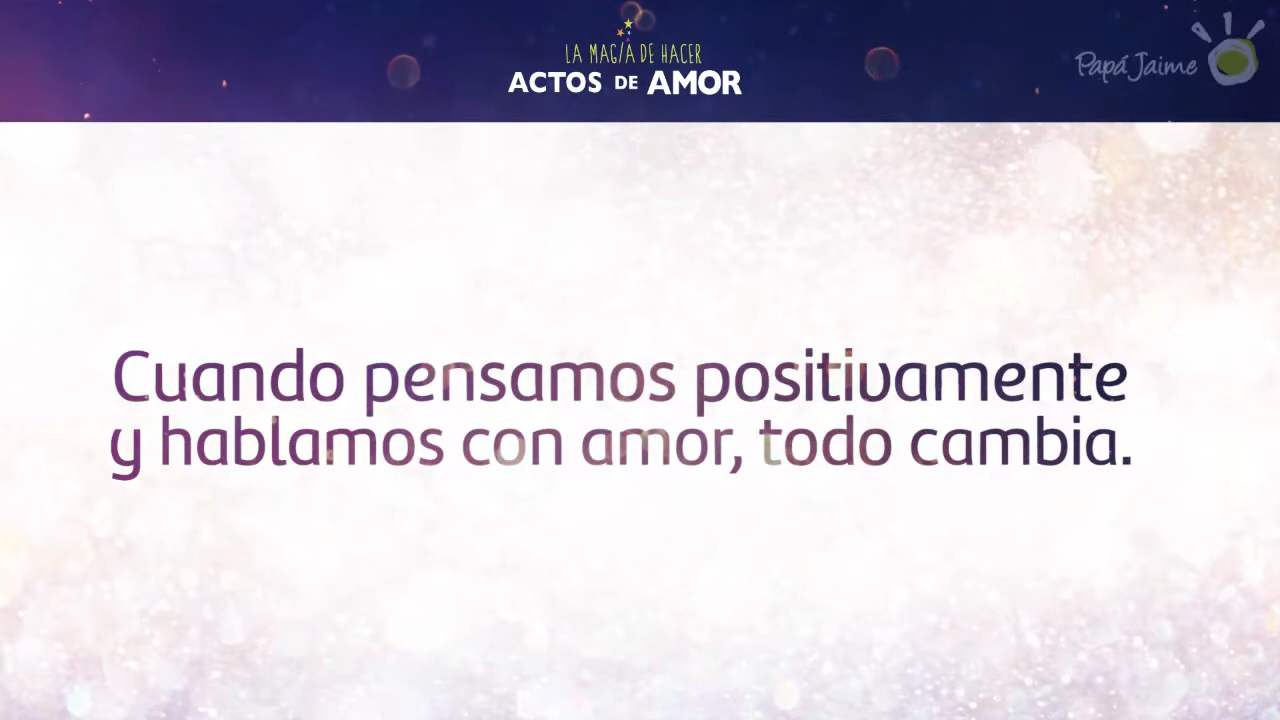 LA MAGIA DE HACER
ACTOS DE AMOR
Papá Jaime
Cuando pensamos positivamente
y hablamos con amor, todo cambia.